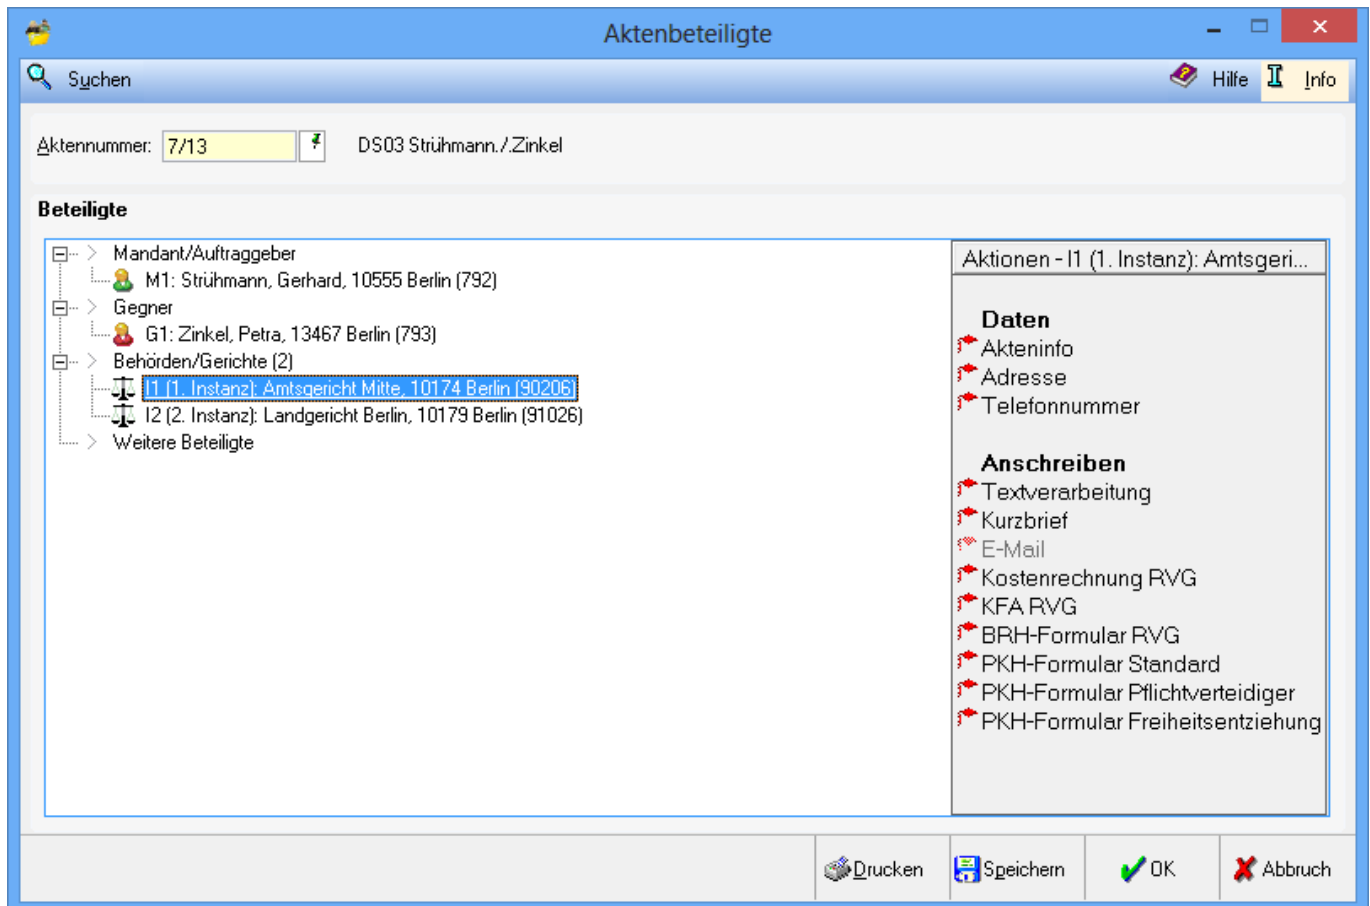 Aktenbeteiligte
Suchen Hilfe Info
Aktennummer: 7/13 DS03 Strühmann./.Zinkel
Beteiligte
Mandant/Auftraggeber
M1: Strühmann, Gerhard, 10555 Berlin (792)
Gegner
G1: Zinkel, Petra, 13467 Berlin (793)
Behörden/Gerichte (2)
I1 (1. Instanz): Amtsgericht Mitte, 10174 Berlin (90206)
I2 (2. Instanz): Landgericht Berlin, 10179 Berlin (91026)
Weitere Beteiligte
Aktionen - I1 (1. Instanz): Amtsgeri...
Daten
Akteninfo
Adresse
Telefonnummer
Anschreiben
Textverarbeitung
Kurzbrief
E-Mail
Kostenrechnung RVG
KFA RVG
BRH-Formular RVG
PKH-Formular Standard
PKH-Formular Pflichtverteidiger
PKH-Formular Freiheitsentziehung
Drucken Speichern OK Abbruch